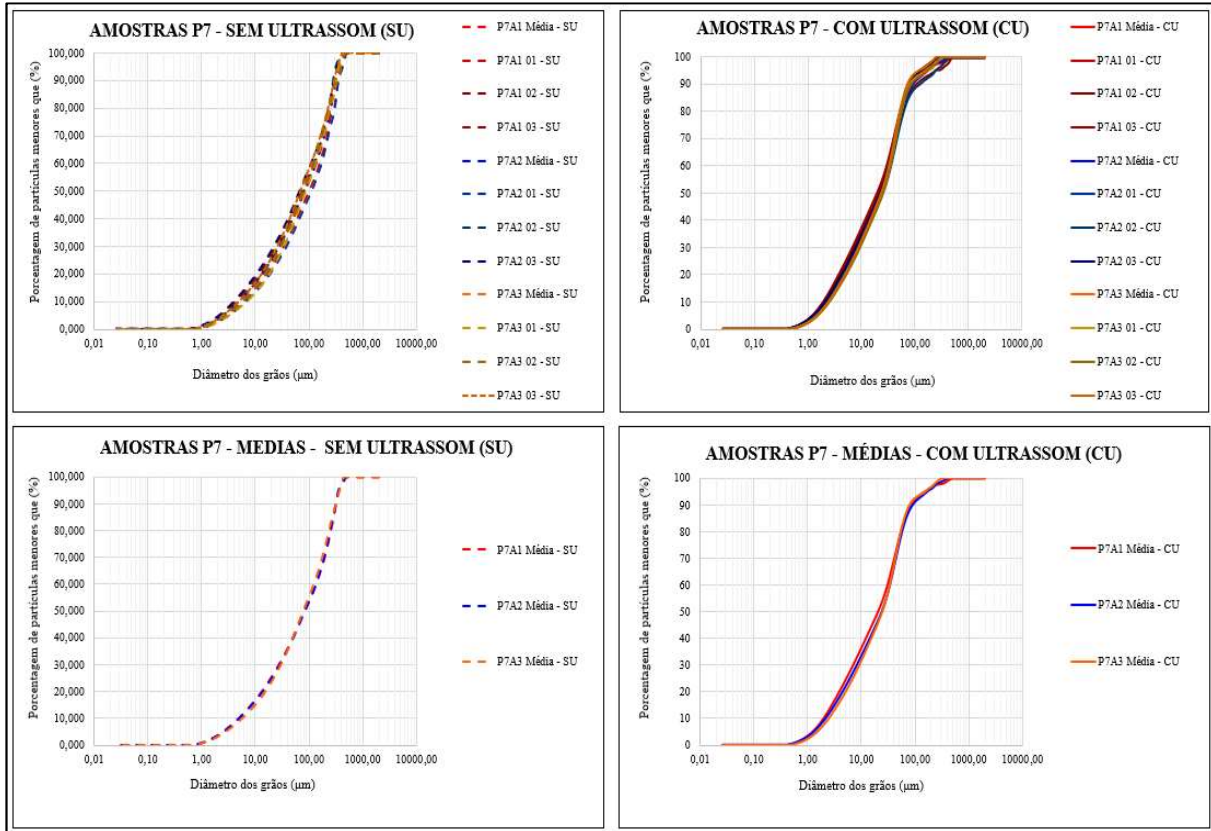 AMOSTRAS P7 - SEM ULTRASSOM (SU)
Porcentagem de partículas menores que (%)
100,000
90,000
80,000
70,000
60,000
50,000
40,000
30,000
20,000
10,000
0,000
0,01 0,10 1,00 10,00 100,00 1000,00 10000,00
Diâmetro dos grãos (µm)
P7A1 Média - SU
P7A1 01 - SU
P7A1 02 - SU
P7A1 03 - SU
P7A2 Média - SU
P7A2 01 - SU
P7A2 02 - SU
P7A2 03 - SU
P7A3 Média - SU
P7A3 01 - SU
P7A3 02 - SU
P7A3 03 - SU
AMOSTRAS P7 - COM ULTRASSOM (CU)
Porcentagem de partículas menores que (%)
100
90
80
70
60
50
40
30
20
10
0
0,01 0,10 1,00 10,00 100,00 1000,00 10000,00
Diâmetro dos grãos (µm)
P7A1 Média - CU
P7A1 01 - CU
P7A1 02 - CU
P7A1 03 - CU
P7A2 Média - CU
P7A2 01 - CU
P7A2 02 - CU
P7A2 03 - CU
P7A3 Média - CU
P7A3 01 - CU
P7A3 02 - CU
P7A3 03 - CU
AMOSTRAS P7 - MEDIAS - SEM ULTRASSOM (SU)
Porcentagem de partículas menores que (%)
100,000
90,000
80,000
70,000
60,000
50,000
40,000
30,000
20,000
10,000
0,000
0,01 0,10 1,00 10,00 100,00 1000,00 10000,00
Diâmetro dos grãos (µm)
P7A1 Média - SU
P7A2 Média - SU
P7A3 Média - SU
AMOSTRAS P7 - MÉDIAS - COM ULTRASSOM (CU)
Porcentagem de partículas menores que (%)
100
90
80
70
60
50
40
30
20
10
0
0,01 0,10 1,00 10,00 100,00 1000,00 10000,00
Diâmetro dos grãos (µm)
P7A1 Média - CU
P7A2 Média - CU
P7A3 Média - CU